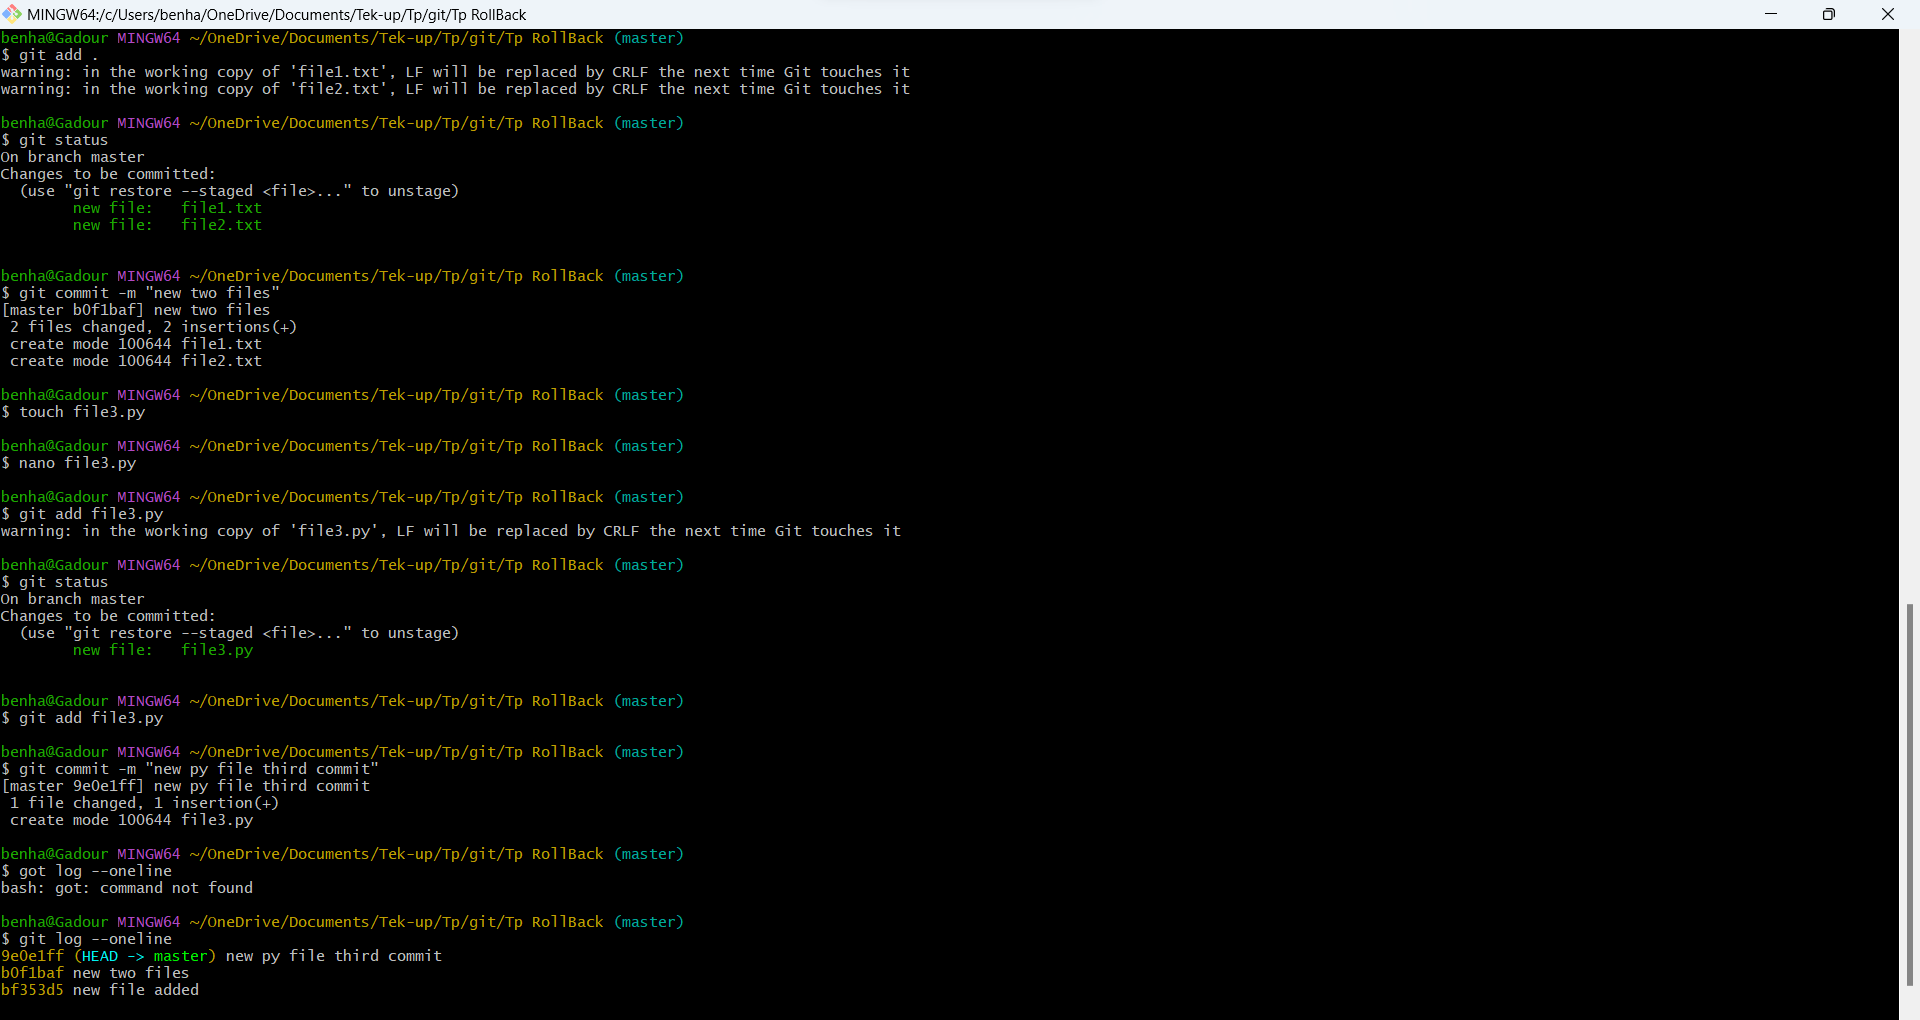 MINGW64:/c/Users/benha/OneDrive/Documents/Tek-up/Tp/git/Tp RollBack
benha@Gadour MINGW64 ~/OneDrive/Documents/Tek-up/Tp/git/Tp RollBack (master)
$ git add .
warning: in the working copy of 'file1.txt', LF will be replaced by CRLF the next time Git touches it
warning: in the working copy of 'file2.txt', LF will be replaced by CRLF the next time Git touches it
benha@Gadour MINGW64 ~/OneDrive/Documents/Tek-up/Tp/git/Tp RollBack (master)
$ git status
On branch master
Changes to be committed:
  (use "git restore --staged <file>..." to unstage)
        new file:   file1.txt
        new file:   file2.txt
benha@Gadour MINGW64 ~/OneDrive/Documents/Tek-up/Tp/git/Tp RollBack (master)
$ git commit -m "new two files"
[master b0f1baf] new two files
 2 files changed, 2 insertions(+)
 create mode 100644 file1.txt
 create mode 100644 file2.txt
benha@Gadour MINGW64 ~/OneDrive/Documents/Tek-up/Tp/git/Tp RollBack (master)
$ touch file3.py
benha@Gadour MINGW64 ~/OneDrive/Documents/Tek-up/Tp/git/Tp RollBack (master)
$ nano file3.py
benha@Gadour MINGW64 ~/OneDrive/Documents/Tek-up/Tp/git/Tp RollBack (master)
$ git add file3.py
warning: in the working copy of 'file3.py', LF will be replaced by CRLF the next time Git touches it
benha@Gadour MINGW64 ~/OneDrive/Documents/Tek-up/Tp/git/Tp RollBack (master)
$ git status
On branch master
Changes to be committed:
  (use "git restore --staged <file>..." to unstage)
        new file:   file3.py
benha@Gadour MINGW64 ~/OneDrive/Documents/Tek-up/Tp/git/Tp RollBack (master)
$ git add file3.py
benha@Gadour MINGW64 ~/OneDrive/Documents/Tek-up/Tp/git/Tp RollBack (master)
$ git commit -m "new py file third commit"
[master 9e0e1ff] new py file third commit
 1 file changed, 1 insertion(+)
 create mode 100644 file3.py
benha@Gadour MINGW64 ~/OneDrive/Documents/Tek-up/Tp/git/Tp RollBack (master)
$ got log --oneline
bash: got: command not found
benha@Gadour MINGW64 ~/OneDrive/Documents/Tek-up/Tp/git/Tp RollBack (master)
$ git log --oneline
9e0e1ff (HEAD -> master) new py file third commit
b0f1baf new two files
bf353d5 new file added